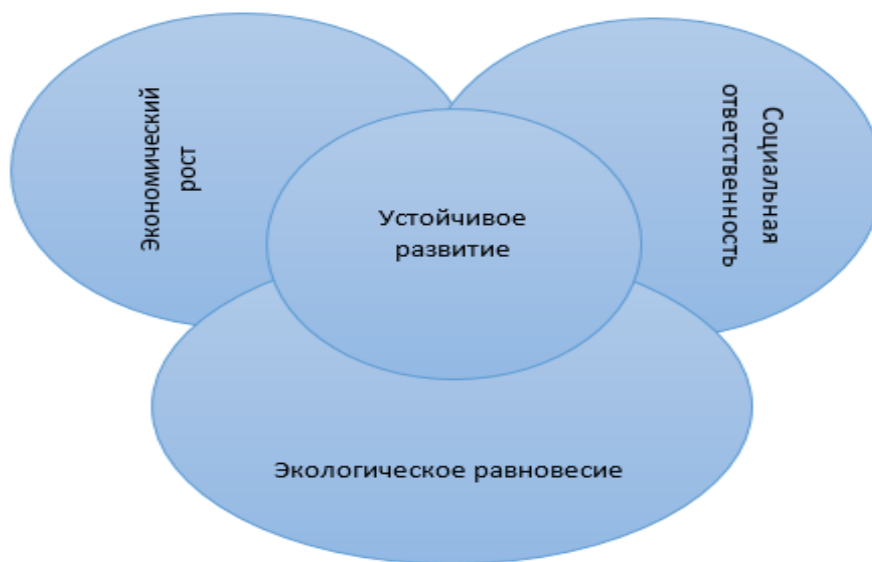 Экономический
рост
Социальная
ответственность
Устойчивое
развитие
Экологическое равновесие